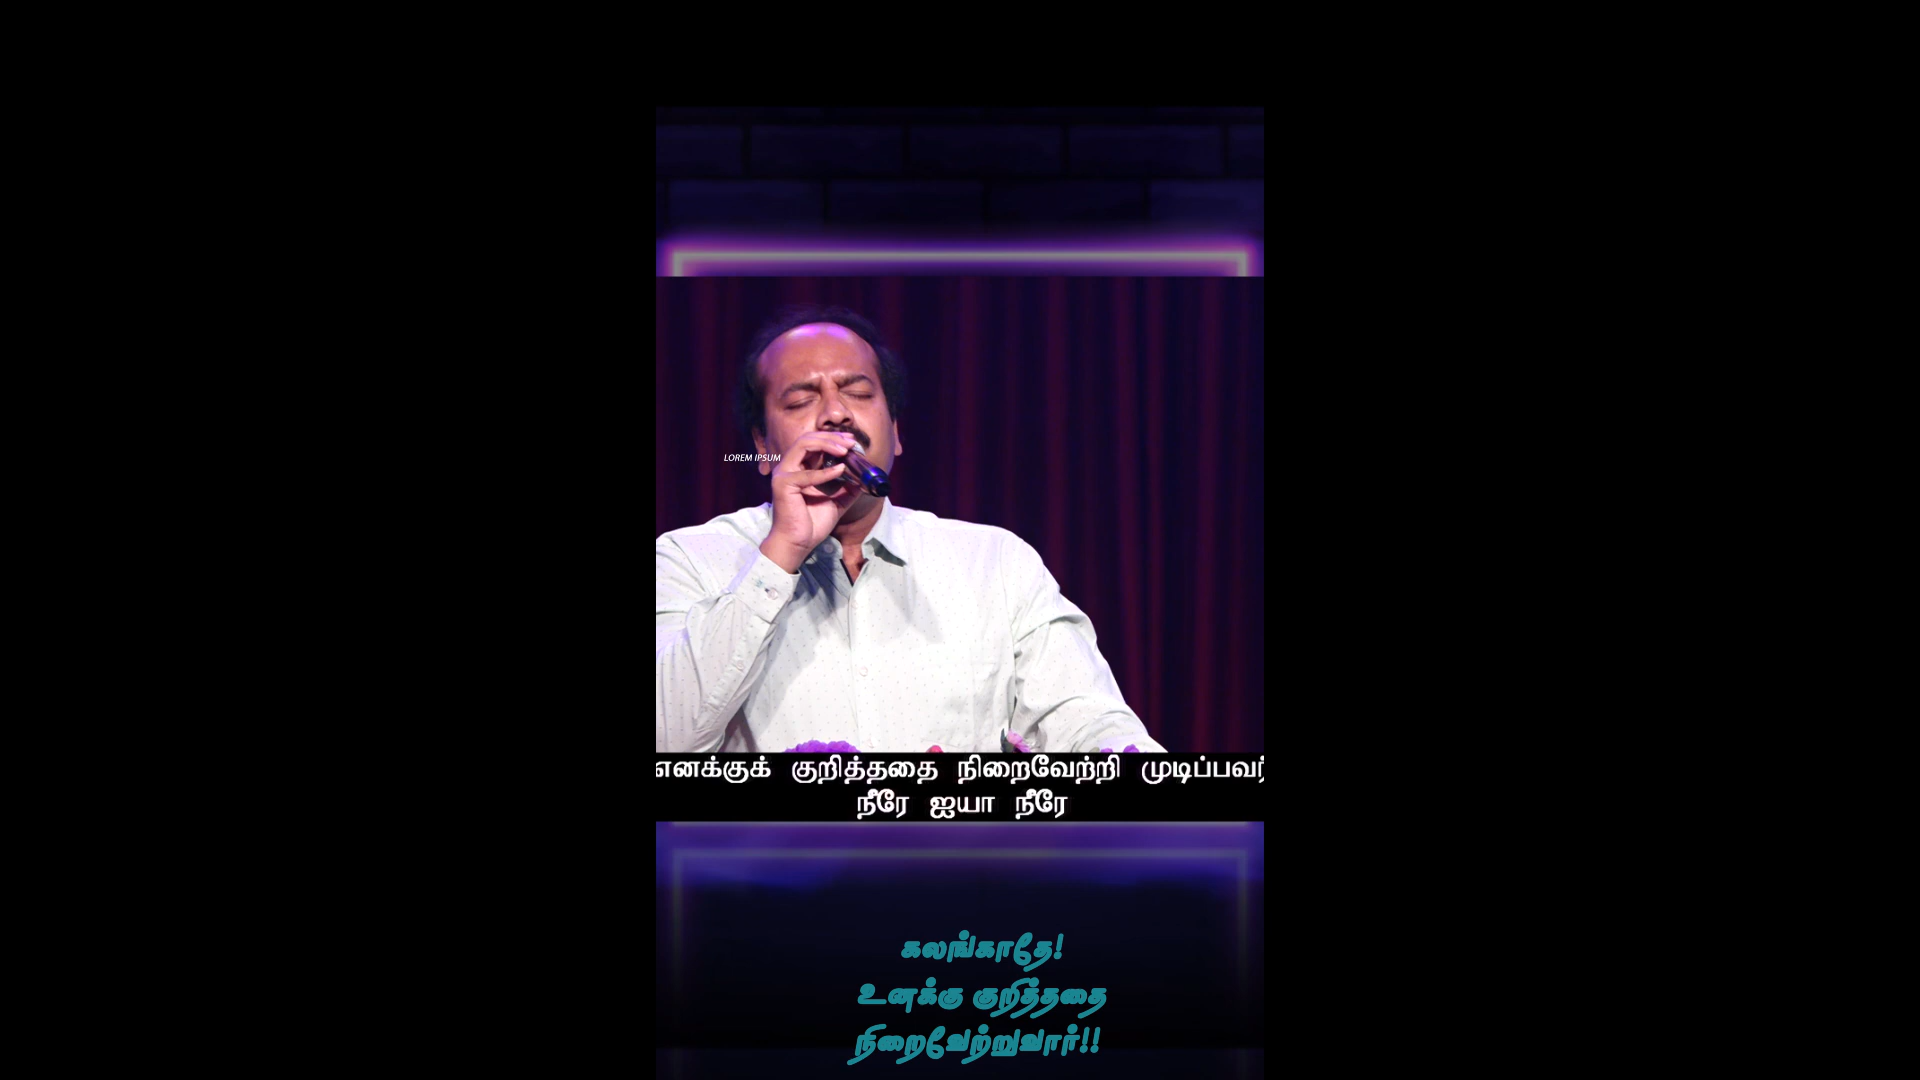 LOREM IPSUM
எனக்குக் குறித்ததை நிறைவேற்றி முடிப்பவர்
நீரே ஐயா நீரே
கலங்காதே!
உனக்கு குறித்ததை
நிறைவேற்றுவார்!!